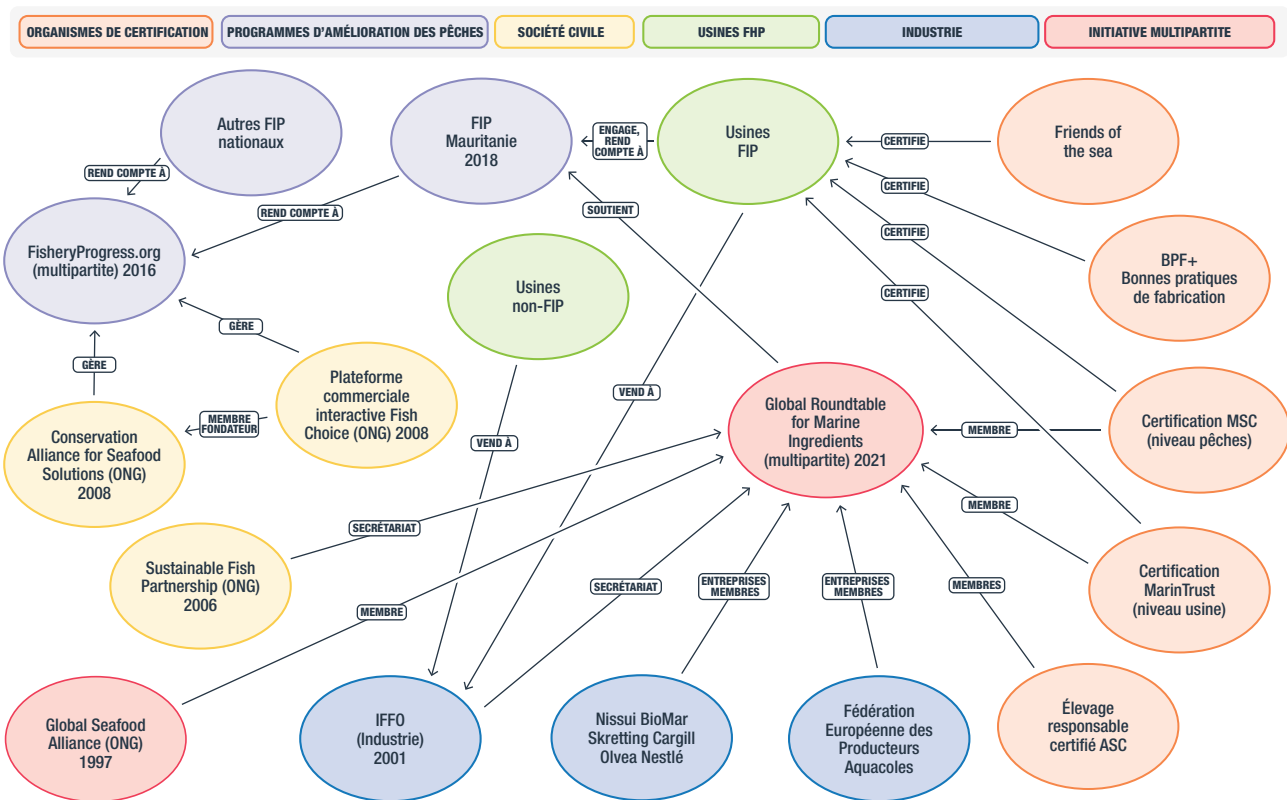 ORGANISMES DE CERTIFICATION
PROGRAMMES D'AMÉLIORATION DES PÊCHES
SOCIÉTÉ CIVILE
USINES FHP
INDUSTRIE
INITIATIVE MULTIPARTITE
Autres FIP
nationaux
FIP
Mauritanie
2018
ENGAGE,
REND
COMPTE À
Usines
FIP
CERTIFIE
Friends of
the sea
REND COMPTE À
REND COMPTE À
SOUTIENT
CERTIFIE
CERTIFIE
FisheryProgress.org
(multipartite) 2016
Usines
non-FIP
CERTIFIE
BPF+
Bonnes pratiques
de fabrication
GÈRE
GÈRE
Plateforme
commerciale
interactive Fish
Choice (ONG) 2008
VEND À
MEMBRE
FONDATEUR
Conservation
Alliance for Seafood
Solutions (ONG)
2008
VEND À
Global Roundtable
for Marine
Ingredients
(multipartite) 2021
MEMBRE
Certification MSC
(niveau pêches)
MEMBRE
SECRÉTARIAT
Sustainable Fish
Partnership (ONG)
2006
MEMBRE
SECRÉTARIAT
ENTREPRISES
MEMBRES
ENTREPRISES
MEMBRES
MEMBRES
Certification
MarinTrust
(niveau usine)
Global Seafood
Alliance (ONG)
1997
IFFO
(Industrie)
2001
Nissui BioMar
Skretting Cargill
Olvea Nestlé
Fédération
Européenne des
Producteurs
Aquacoles
Élevage
responsable
certifié ASC